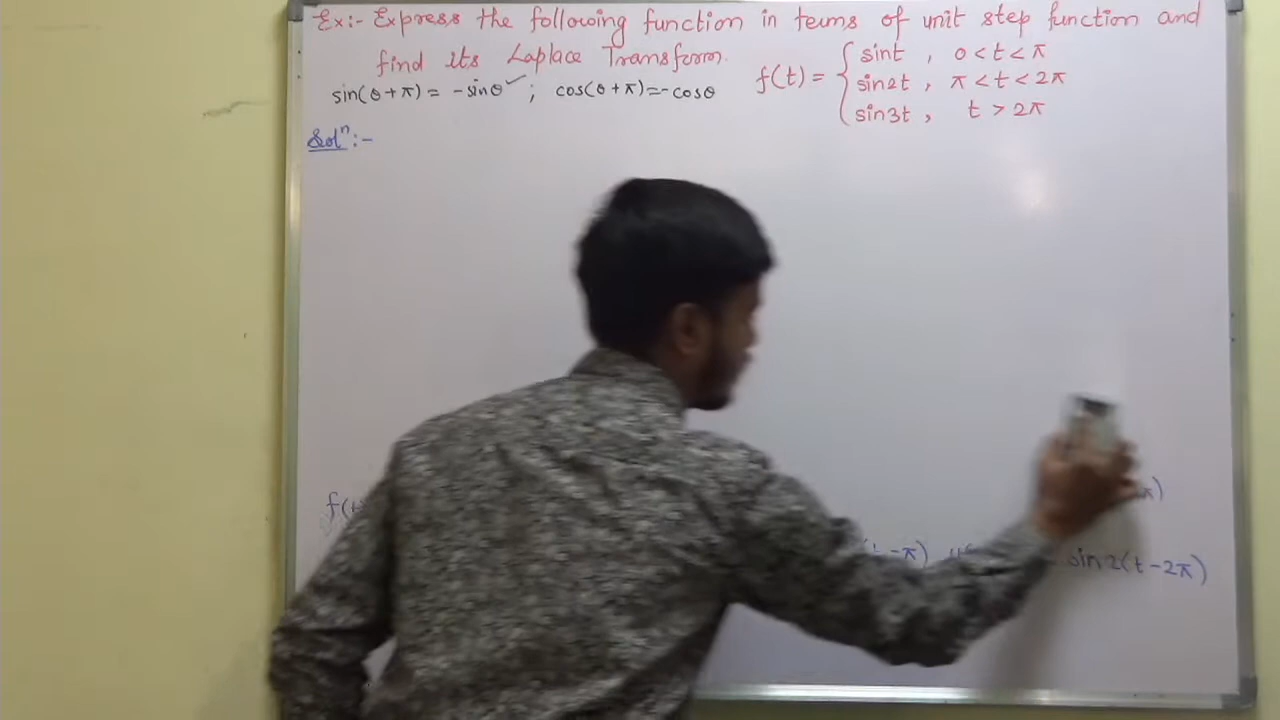 Ex:- Express the following function in terms of unit step function and
find its Laplace Transform.
f(t) = { sint , 0 < t < π
sin2t , π < t < 2π
sin3t , t > 2π
sin(θ+π) = -sinθ ✓ ; cos(θ+π) = -cosθ
Solⁿ:-
f(t
π)
(t-π) sin2(t-2π)